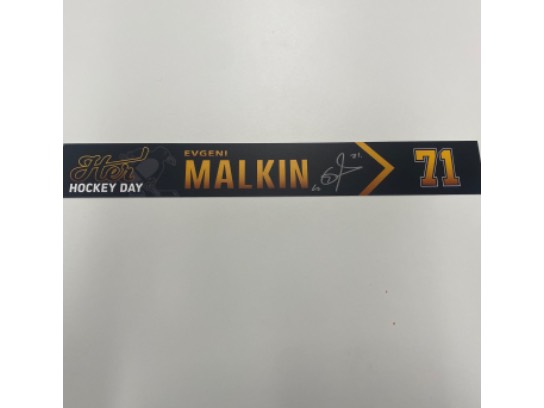 Her
HOCKEY DAY
EVGENI
MALKIN
71